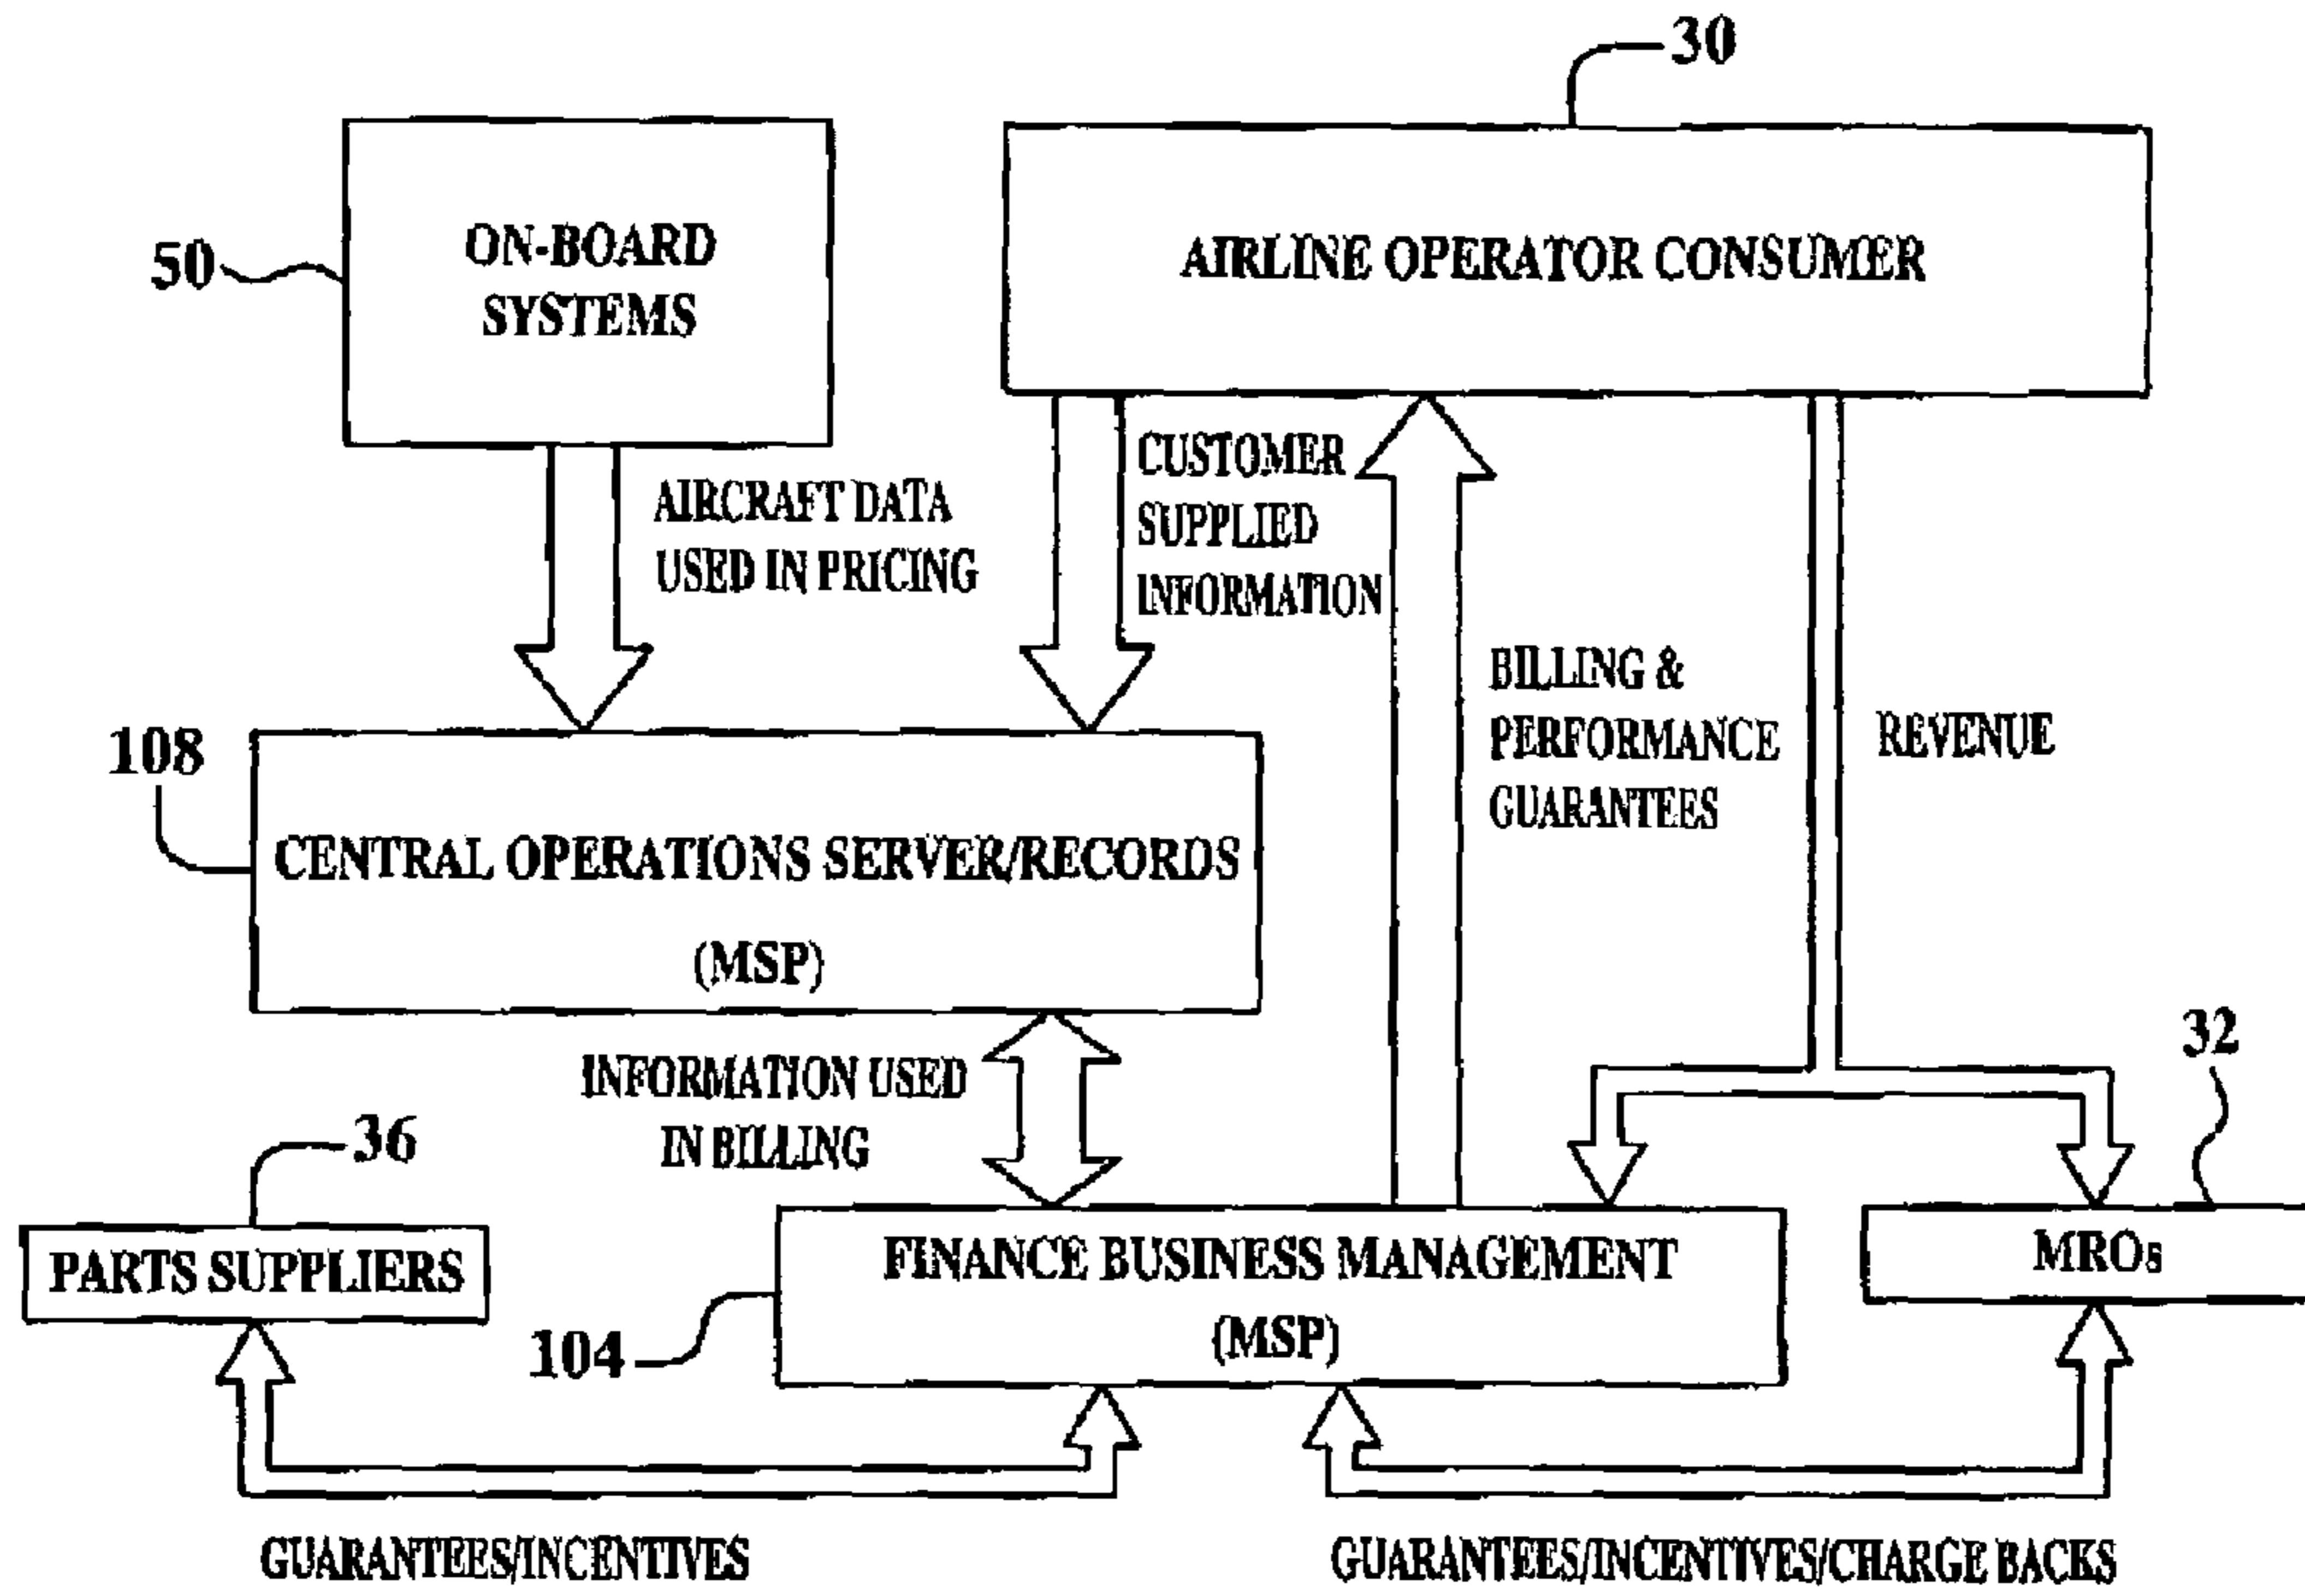 30
50
ON-BOARD
SYSTEMS
AIRLINE OPERATOR CONSUMER
AIRCRAFT DATA
USED IN PRICING
CUSTOMER
SUPPLIED
INFORMATION
BILLING &
PERFORMANCE
GUARANTEES
REVENUE
108
CENTRAL OPERATIONS SERVER/RECORDS
(MSP)
INFORMATION USED
IN BILLING
32
36
PARTS SUPPLIERS
FINANCE BUSINESS MANAGEMENT
(MSP)
MROs
104
GUARANTEES/INCENTIVES
GUARANTEES/INCENTIVES/CHARGE BACKS